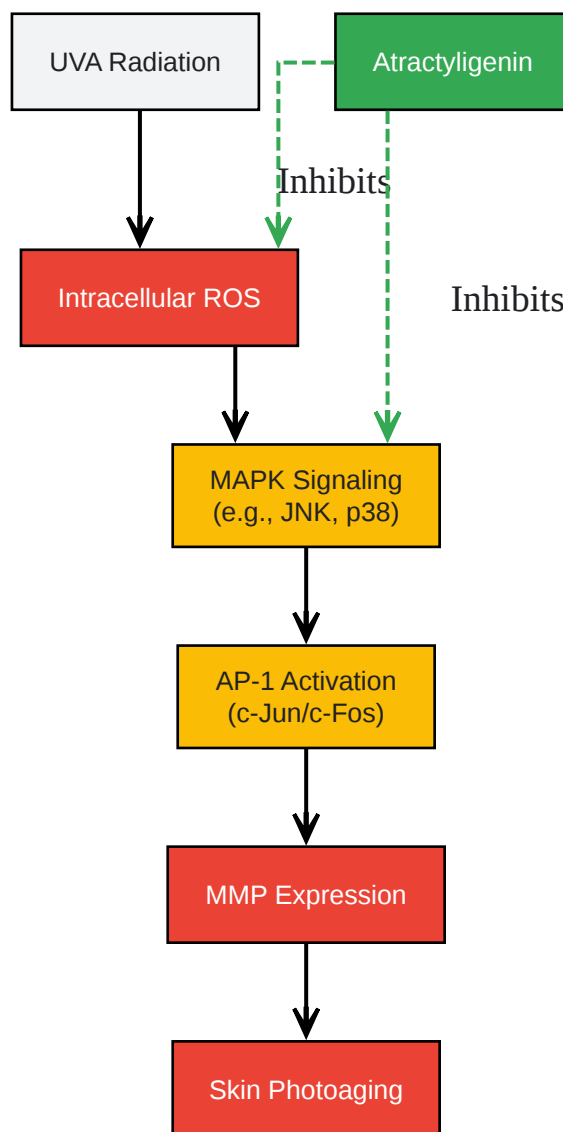 UVA Radiation
Atractyligenin
Inhibits
Intracellular ROS
Inhibits
MAPK Signaling
(e.g., JNK, p38)
AP-1 Activation
(c-Jun/c-Fos)
MMP Expression
Skin Photoaging